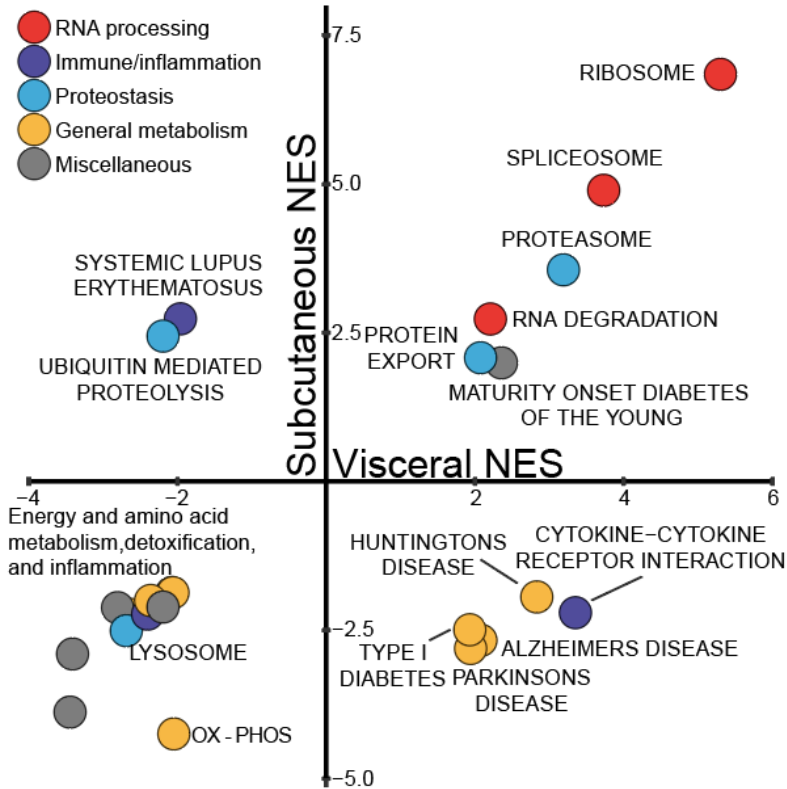 RNA processing
Immune/inflammation
Proteostasis
General metabolism
Miscellaneous
7.5
RIBOSOME
SPLICEOSOME
5.0
Subcutaneous NES
PROTEASOME
SYSTEMIC LUPUS
ERYTHEMATOSUS
RNA DEGRADATION
2.5
PROTEIN
EXPORT
UBIQUITIN MEDIATED
PROTEOLYSIS
MATURITY ONSET DIABETES
OF THE YOUNG
Visceral NES
−4 −2 2 4 6
Energy and amino acid
metabolism,detoxification,
and inflammation
HUNTINGTONS
DISEASE
CYTOKINE−CYTOKINE
RECEPTOR INTERACTION
−2.5
LYSOSOME
TYPE I
DIABETES
ALZHEIMERS DISEASE
PARKINSONS
DISEASE
OX-PHOS
−5.0